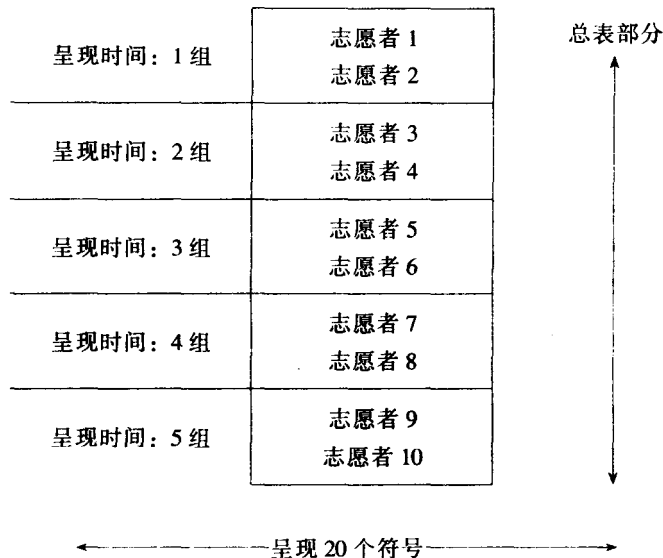 总表部分
呈现时间：1 组
志愿者 1
志愿者 2
呈现时间：2 组
志愿者 3
志愿者 4
呈现时间：3 组
志愿者 5
志愿者 6
呈现时间：4 组
志愿者 7
志愿者 8
呈现时间：5 组
志愿者 9
志愿者 10
呈现 20 个符号